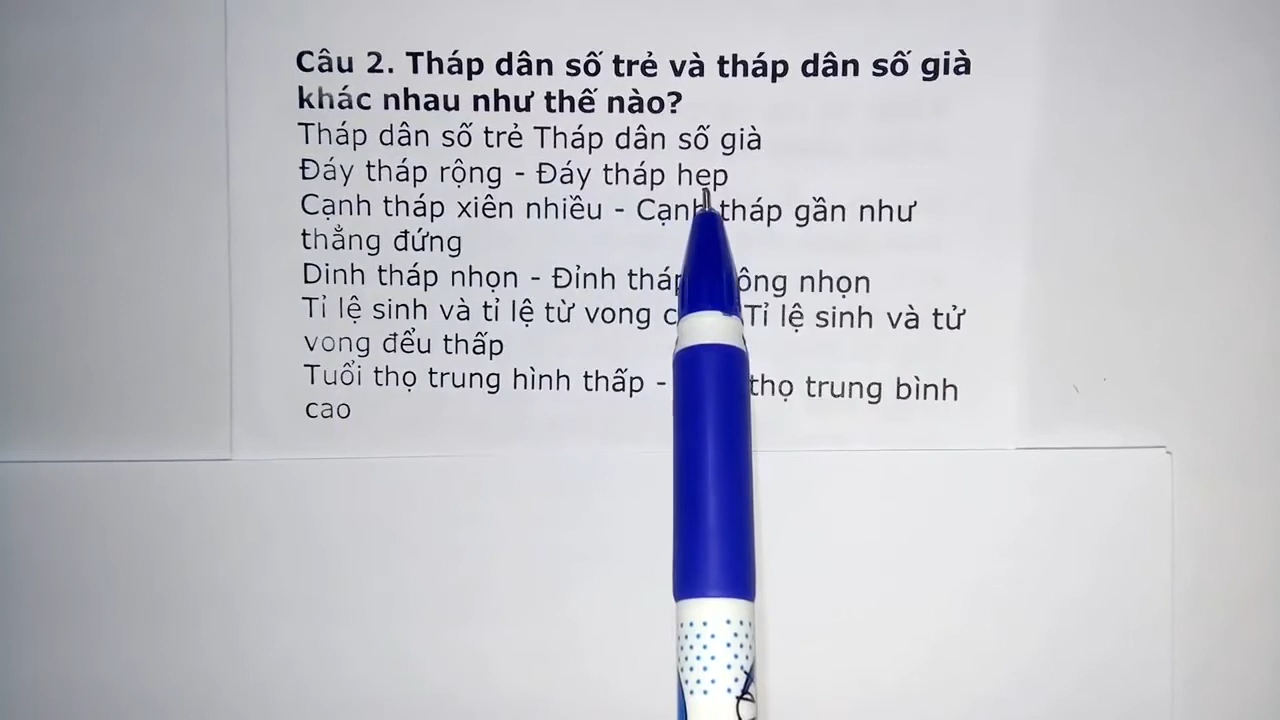 Câu 2. Tháp dân số trẻ và tháp dân số già
khác nhau như thế nào?
Tháp dân số trẻ Tháp dân số già
Đáy tháp rộng - Đáy tháp hẹp
Cạnh tháp xiên nhiều - Cạnh tháp gần như
thẳng đứng
Dinh tháp nhọn - Đỉnh tháp nhọn
Tỉ lệ sinh và tỉ lệ từ vong Tỉ lệ sinh và tử
vong đểu thấp
Tuổi thọ trung hình thấp - thọ trung bình
cao